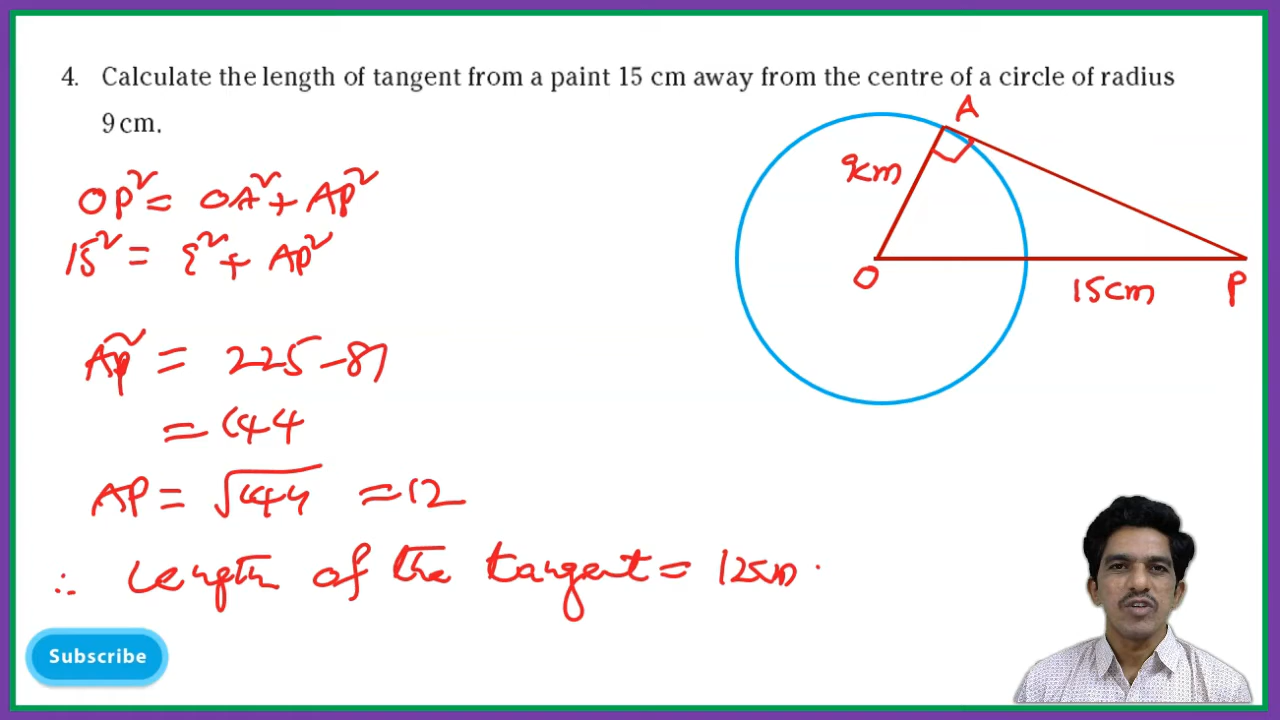 4. Calculate the length of tangent from a paint 15 cm away from the centre of a circle of radius
9 cm.
A
9cm
OP² = OA² + AP²
15² = 9² + AP²
O
15cm
P
AP² = 225-81
= 144
AP = √144 = 12
∴ Length of the tangent = 12cm.
Subscribe